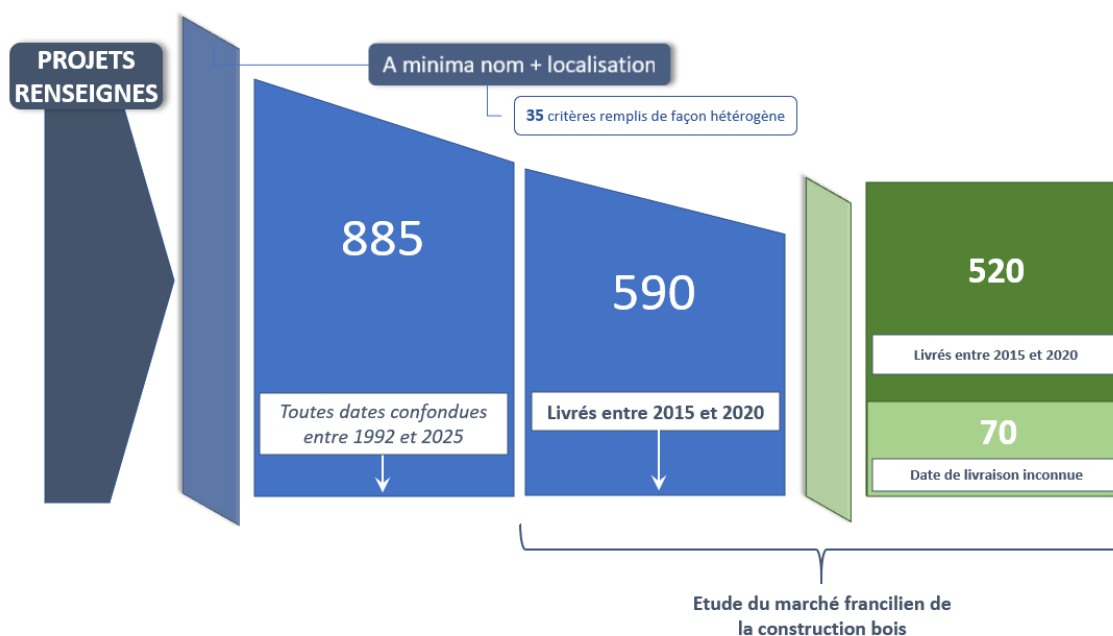 PROJETS
RENSEIGNES
A minima nom + localisation
35 critères remplis de façon hétérogène
885
Toutes dates confondues
entre 1992 et 2025
590
Livrés entre 2015 et 2020
520
Livrés entre 2015 et 2020
70
Date de livraison inconnue
Etude du marché francilien de
la construction bois